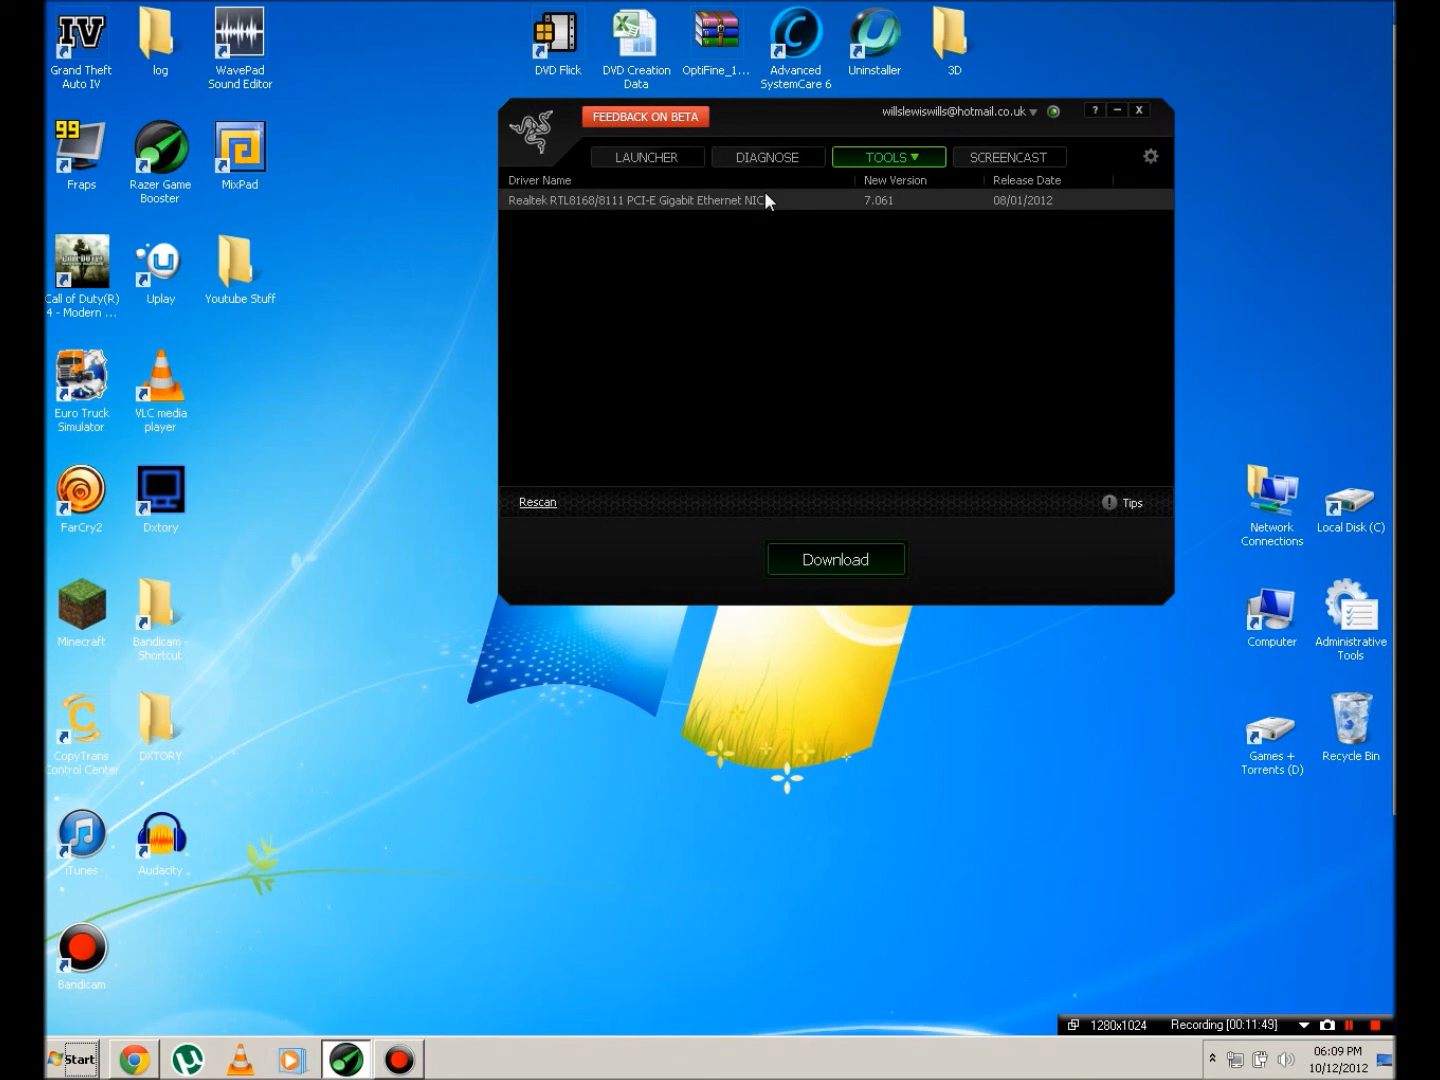 Grand Theft
Auto IV
log
WavePad
Sound Editor
DVD Flick
DVD Creation
Data
OptiFine_1...
Advanced
SystemCare 6
Uninstaller
3D
FEEDBACK ON BETA
willslewiswills@hotmail.co.uk
? – X
LAUNCHER
DIAGNOSE
TOOLS
SCREENCAST
Driver Name
New Version
Release Date
Realtek RTL8168/8111 PCI-E Gigabit Ethernet NIC
7.061
08/01/2012
Rescan
Tips
Download
IV
99
Fraps
Razer Game
Booster
MixPad
Call of Duty(R)
4 - Modern ...
Uplay
Youtube Stuff
Euro Truck
Simulator
VLC media
player
FarCry2
Dxtory
Minecraft
Bandicam -
Shortcut
CopyTrans
Control Center
DXTORY
iTunes
Audacity
Bandicam
Network
Connections
Local Disk (C)
Computer
Administrative
Tools
Games +
Torrents (D)
Recycle Bin
1280x1024
Recording [00:11:49]
Start
06:09 PM
10/12/2012